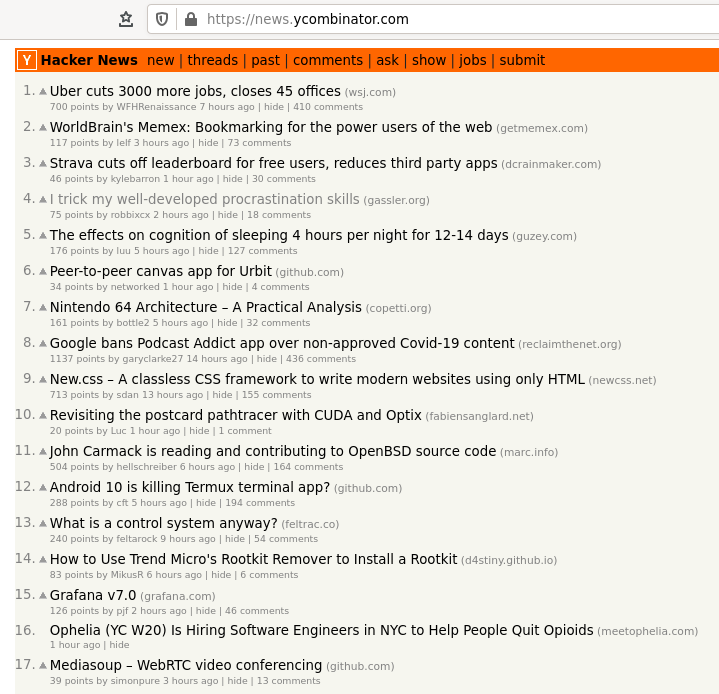 https://news.ycombinator.com
Y Hacker News new | threads | past | comments | ask | show | jobs | submit
1. Uber cuts 3000 more jobs, closes 45 offices (wsj.com)
700 points by WFHRenaissance 7 hours ago | hide | 410 comments
2. WorldBrain's Memex: Bookmarking for the power users of the web (getmemex.com)
117 points by lelf 3 hours ago | hide | 73 comments
3. Strava cuts off leaderboard for free users, reduces third party apps (dcrainmaker.com)
46 points by kylebarron 1 hour ago | hide | 30 comments
4. I trick my well-developed procrastination skills (gassler.org)
75 points by robbixcx 2 hours ago | hide | 18 comments
5. The effects on cognition of sleeping 4 hours per night for 12-14 days (guzey.com)
176 points by luu 5 hours ago | hide | 127 comments
6. Peer-to-peer canvas app for Urbit (github.com)
34 points by networked 1 hour ago | hide | 4 comments
7. Nintendo 64 Architecture – A Practical Analysis (copetti.org)
161 points by bottle2 5 hours ago | hide | 32 comments
8. Google bans Podcast Addict app over non-approved Covid-19 content (reclaimthenet.org)
1137 points by garyclarke27 14 hours ago | hide | 436 comments
9. New.css – A classless CSS framework to write modern websites using only HTML (newcss.net)
713 points by sdan 13 hours ago | hide | 155 comments
10. Revisiting the postcard pathtracer with CUDA and Optix (fabiensanglard.net)
20 points by Luc 1 hour ago | hide | 1 comment
11. John Carmack is reading and contributing to OpenBSD source code (marc.info)
504 points by hellschreiber 6 hours ago | hide | 164 comments
12. Android 10 is killing Termux terminal app? (github.com)
288 points by cft 5 hours ago | hide | 194 comments
13. What is a control system anyway? (feltrac.co)
240 points by feltarock 9 hours ago | hide | 54 comments
14. How to Use Trend Micro's Rootkit Remover to Install a Rootkit (d4stiny.github.io)
83 points by MikusR 6 hours ago | hide | 6 comments
15. Grafana v7.0 (grafana.com)
126 points by pjf 2 hours ago | hide | 46 comments
16. Ophelia (YC W20) Is Hiring Software Engineers in NYC to Help People Quit Opioids (meetophelia.com)
1 hour ago | hide
17. Mediasoup – WebRTC video conferencing (github.com)
39 points by simonpure 3 hours ago | hide | 13 comments